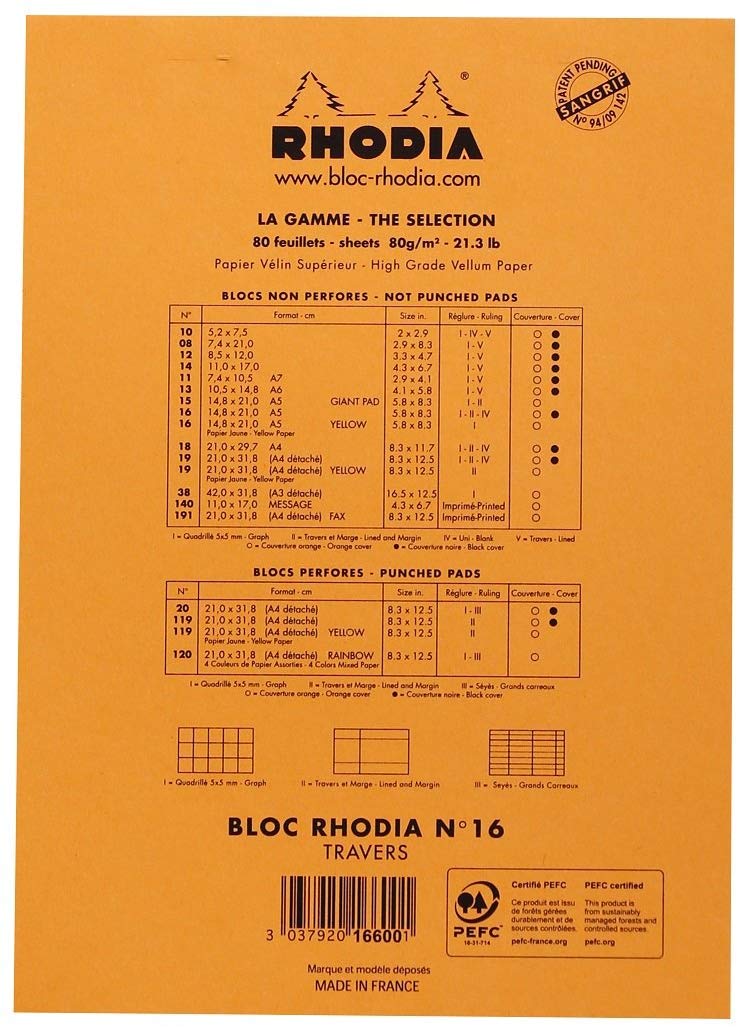 PATENT PENDING
SANGRIF
N° 94/09 142
®
RHODIA
www.bloc-rhodia.com
LA GAMME - THE SELECTION
80 feuillets - sheets 80g/m² - 21.3 lb
Papier Vélin Supérieur - High Grade Vellum Paper
BLOCS NON PERFORES - NOT PUNCHED PADS
N° Format - cm Size in. Réglure - Ruling Couverture - Cover
10 5,2 x 7,5 2 x 2.9 I - IV - V
08 7,4 x 21,0 2.9 x 8.3 I - V
12 8,5 x 12,0 3.3 x 4.7 I - V
14 11,0 x 17,0 4.3 x 6.7 I - V
11 7,4 x 10,5 A7 2.9 x 4.1 I - V
13 10,5 x 14,8 A6 4.1 x 5.8 I - V
15 14,8 x 21,0 A5 GIANT PAD 5.8 x 8.3 I - II
16 14,8 x 21,0 A5 5.8 x 8.3 I - II - IV
16 14,8 x 21,0 A5 YELLOW 5.8 x 8.3 I
Papier Jaune - Yellow Paper
18 21,0 x 29,7 A4 8.3 x 11.7 I - II - IV
19 21,0 x 31,8 (A4 détaché) 8.3 x 12.5 I - II - IV
19 21,0 x 31,8 (A4 détaché) YELLOW 8.3 x 12.5 II
Papier Jaune - Yellow Paper
38 42,0 x 31,8 (A3 détaché) 16.5 x 12.5 I
140 11,0 x 17,0 MESSAGE 4.3 x 6.7 Imprimé-Printed
191 21,0 x 31,8 (A4 détaché) FAX 8.3 x 12.5 Imprimé-Printed
I = Quadrillé 5x5 mm - Graph II = Travers et Marge - Lined and Margin IV = Uni - Blank V = Travers - Lined
O = Couverture orange - Orange cover ● = Couverture noire - Black cover
BLOCS PERFORES - PUNCHED PADS
N° Format - cm Size in. Réglure - Ruling Couverture - Cover
20 21,0 x 31,8 (A4 détaché) 8.3 x 12.5 I - III
119 21,0 x 31,8 (A4 détaché) 8.3 x 12.5 II
119 21,0 x 31,8 (A4 détaché) YELLOW 8.3 x 12.5 II
Papier Jaune - Yellow Paper
120 21,0 x 31,8 (A4 détaché) RAINBOW 8.3 x 12.5 I - III
4 Couleurs de Papier Assorties - 4 Colors Mixed Paper
I = Quadrillé 5x5 mm - Graph II = Travers et Marge - Lined and Margin III = Séyès - Grands carreaux
O = Couverture orange - Orange cover ● = Couverture noire - Black cover
I = Quadrillé 5x5 mm - Graph II = Travers et Marge - Lined and Margin III = Seyès - Grands Carreaux
BLOC RHODIA N°16
TRAVERS
3 037920 166001
PEFC
10-31-714
Certifié PEFC
Ce produit est issu
de forêts gérées
durablement et de
sources contrôlées.
pefc-france.org
PEFC certified
This product is
from sustainably
managed forests and
controlled sources.
pefc.org
Marque et modèle déposés
MADE IN FRANCE